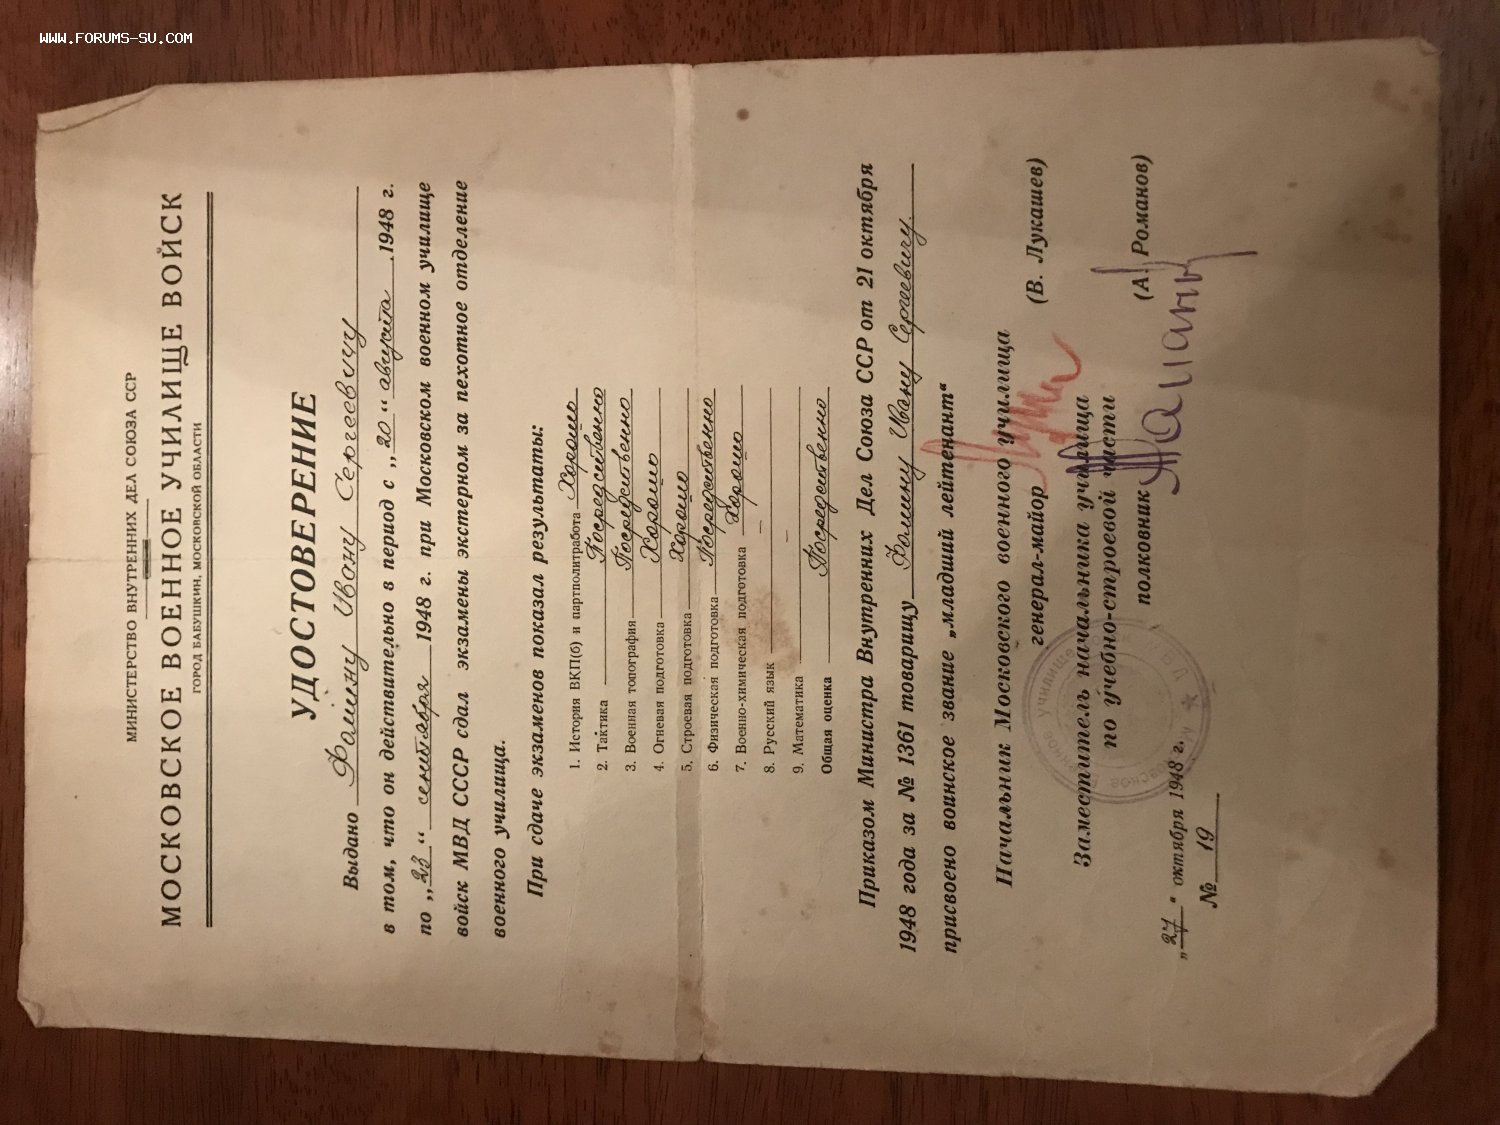 WWW.FORUMS-SU.COM
МИНИСТЕРСТВО ВНУТРЕННИХ ДЕЛ СОЮЗА ССР
МОСКОВСКОЕ ВОЕННОЕ УЧИЛИЩЕ ВОЙСК
ГОРОД БАБУШКИН, МОСКОВСКОЙ ОБЛАСТИ
УДОСТОВЕРЕНИЕ
Выдано Фомину Ивану Сергеевичу
в том, что он действительно в период с „20“ августа 1948 г.
по „23“ сентября 1948 г. при Московском военном училище
войск МВД СССР сдал экзамены экстерном за пехотное отделение
военного училища.
При сдаче экзаменов показал результаты:
1. История ВКП(б) и партполитработа Хорошо
2. Тактика Посредственно
3. Военная топография Посредственно
4. Огневая подготовка Хорошо
5. Строевая подготовка Хорошо
6. Физическая подготовка Посредственно
7. Военно-химическая подготовка Хорошо
8. Русский язык —
9. Математика —
Общая оценка Посредственно
Приказом Министра Внутренних Дел Союза ССР от 21 октября
1948 года за № 1361 товарищу Фомину Ивану Сергеевичу.
присвоено воинское звание „младший лейтенант“
Начальник Московского военного училища
генерал-майор (В. Лукашев)
Заместитель начальника училища
по учебно-строевой части
полковник (А. Романов)
„27“ октября 1948 г.
№ 19